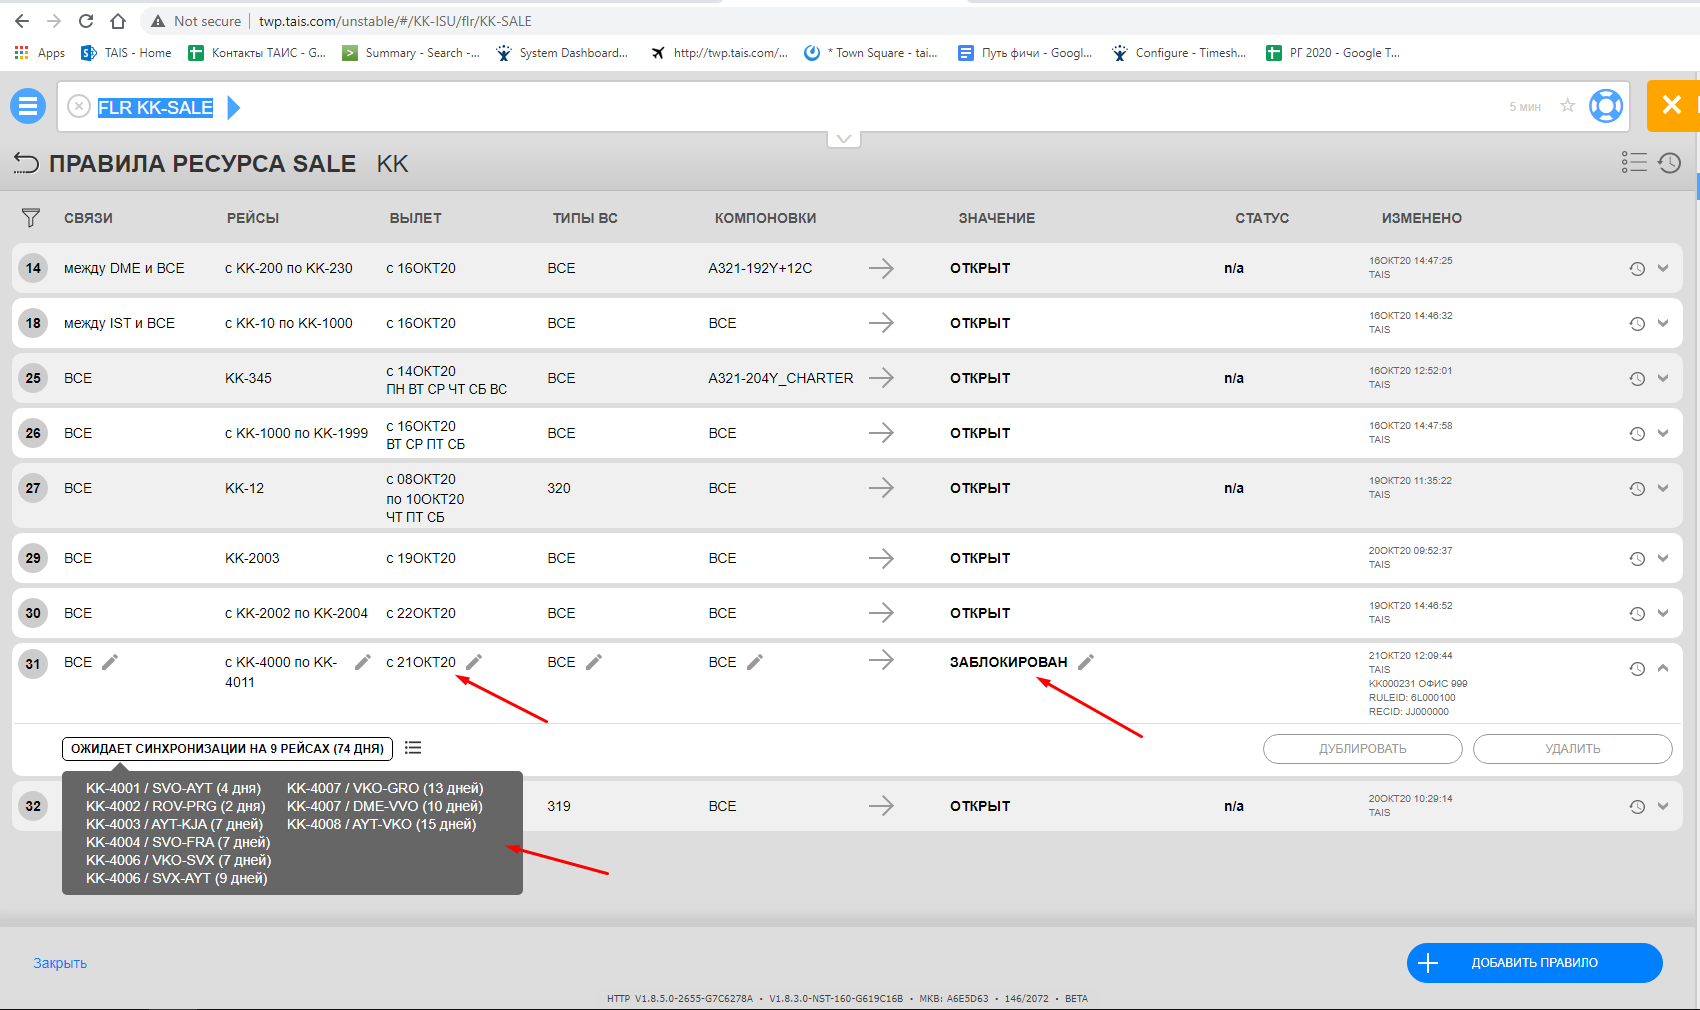 Not secure | twp.tais.com/unstable/#/KK-ISU/flr/KK-SALE
Apps TAIS - Home Контакты ТАИС - G... Summary - Search -... System Dashboard... http://twp.tais.com/... * Town Square - tai... Путь фичи - Googl... Configure - Timesh... РГ 2020 - Google T...
FLR KK-SALE 5 мин
ПРАВИЛА РЕСУРСА SALE KK
СВЯЗИ РЕЙСЫ ВЫЛЕТ ТИПЫ ВС КОМПОНОВКИ ЗНАЧЕНИЕ СТАТУС ИЗМЕНЕНО
14 между DME и ВСЕ с KK-200 по KK-230 с 16ОКТ20 ВСЕ A321-192Y+12C ОТКРЫТ n/a 16ОКТ20 14:47:25
TAIS
18 между IST и ВСЕ с KK-10 по KK-1000 с 16ОКТ20 ВСЕ ВСЕ ОТКРЫТ 16ОКТ20 14:46:32
TAIS
25 ВСЕ KK-345 с 14ОКТ20 ВСЕ A321-204Y_CHARTER ОТКРЫТ n/a 16ОКТ20 12:52:01
ПН ВТ СР ЧТ СБ ВС TAIS
26 ВСЕ с KK-1000 по KK-1999 с 16ОКТ20 ВСЕ ВСЕ ОТКРЫТ 16ОКТ20 14:47:58
ВТ СР ПТ СБ TAIS
27 ВСЕ KK-12 с 08ОКТ20 320 ВСЕ ОТКРЫТ n/a 19ОКТ20 11:35:22
по 10ОКТ20 TAIS
ЧТ ПТ СБ
29 ВСЕ KK-2003 с 19ОКТ20 ВСЕ ВСЕ ОТКРЫТ 20ОКТ20 09:52:37
TAIS
30 ВСЕ с KK-2002 по KK-2004 с 22ОКТ20 ВСЕ ВСЕ ОТКРЫТ 19ОКТ20 14:46:52
TAIS
31 ВСЕ с KK-4000 по KK- с 21ОКТ20 ВСЕ ВСЕ ЗАБЛОКИРОВАН 21ОКТ20 12:09:44
4011 TAIS
KK000231 ОФИС 999
RULEID: 6L000100
RECID: JJ000000
ОЖИДАЕТ СИНХРОНИЗАЦИИ НА 9 РЕЙСАХ (74 ДНЯ) ДУБЛИРОВАТЬ УДАЛИТЬ
KK-4001 / SVO-AYT (4 дня) KK-4007 / VKO-GRO (13 дней)
KK-4002 / ROV-PRG (2 дня) KK-4007 / DME-VVO (10 дней)
KK-4003 / AYT-KJA (7 дней) KK-4008 / AYT-VKO (15 дней)
KK-4004 / SVO-FRA (7 дней)
KK-4006 / VKO-SVX (7 дней)
KK-4006 / SVX-AYT (9 дней)
32 319 ВСЕ ОТКРЫТ n/a 20ОКТ20 10:29:14
TAIS
Закрыть ДОБАВИТЬ ПРАВИЛО
HTTP V1.8.5.0-2655-G7C6278A • V1.8.3.0-NST-160-G619C16B • МКВ: A6E5D63 • 146/2072 • BETA